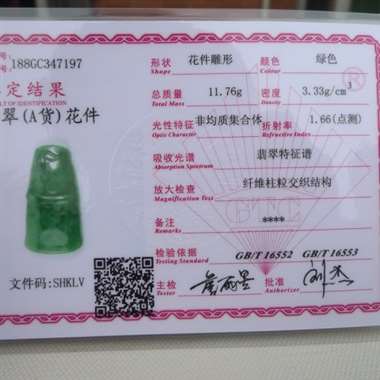 号: 188GC347197
定结果
LT OF IDENTIFICATION
翠(A货)花件
文件码:SHKLV
形状 花件雕形 颜色 绿色
Shape Colour
总质量 11.76g 密度 3.33g/cm³
Total Mass Density
光性特征 非均质集合体 折射率 1.66(点测)
Optic Character Refractive Index
吸收光谱 翡翠特征谱
Absorption Spectrum
放大检查 纤维柱粒交织结构
Magnification Test
备注 ****
Remarks
检验依据 GB/T 16552 GB/T 16553
Testing Standard
主检 批准
Authorizer